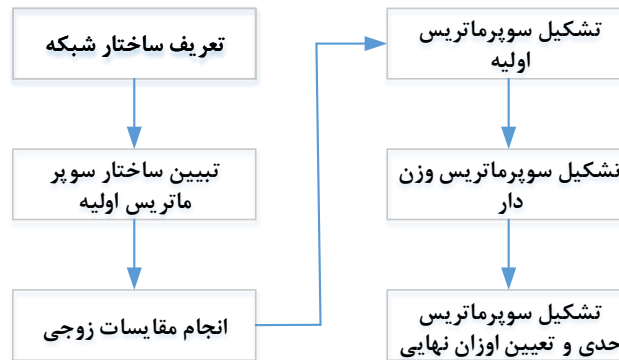 تعریف ساختار شبکه
تبیین ساختار سوپر
ماتریس اولیه
انجام مقایسات زوجی
تشکیل سوپرماتریس
اولیه
تشکیل سوپرماتریس وزن
دار
تشکیل سوپرماتریس
حدی و تعیین اوزان نهایی